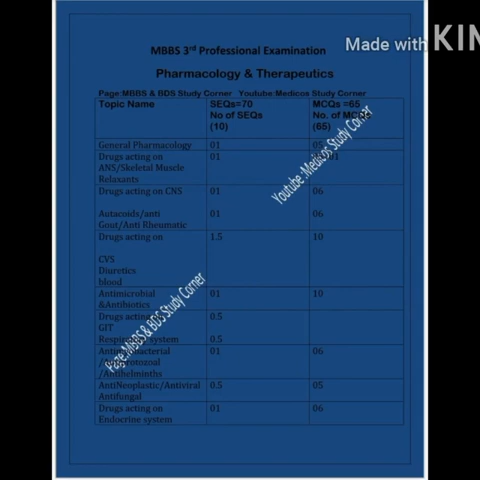 Made with KIN
MBBS 3rd Professional Examination
Pharmacology & Therapeutics
Page:MBBS & BDS Study Corner Youtube:Medicos Study Corner
Topic Name SEQs=70 MCQs =65
No of SEQs No. of MCQs
(10) (65)
General Pharmacology 01 05
Drugs acting on 01
ANS/Skeletal Muscle
Relaxants
Drugs acting on CNS 01 06
Autacoids/anti 01 06
Gout/Anti Rheumatic
Drugs acting on 1.5 10
CVS
Diuretics
blood
Antimicrobial 01 10
&Antibiotics
Drugs acting on 0.5
GIT
Respiratory system 0.5
01 06
/Antihelminths
AntiNeoplastic/Antiviral 0.5 05
Antifungal
Drugs acting on 01 06
Endocrine system
Youtube :Medicos Study Corner
Page:MBBS & BDS Study Corner